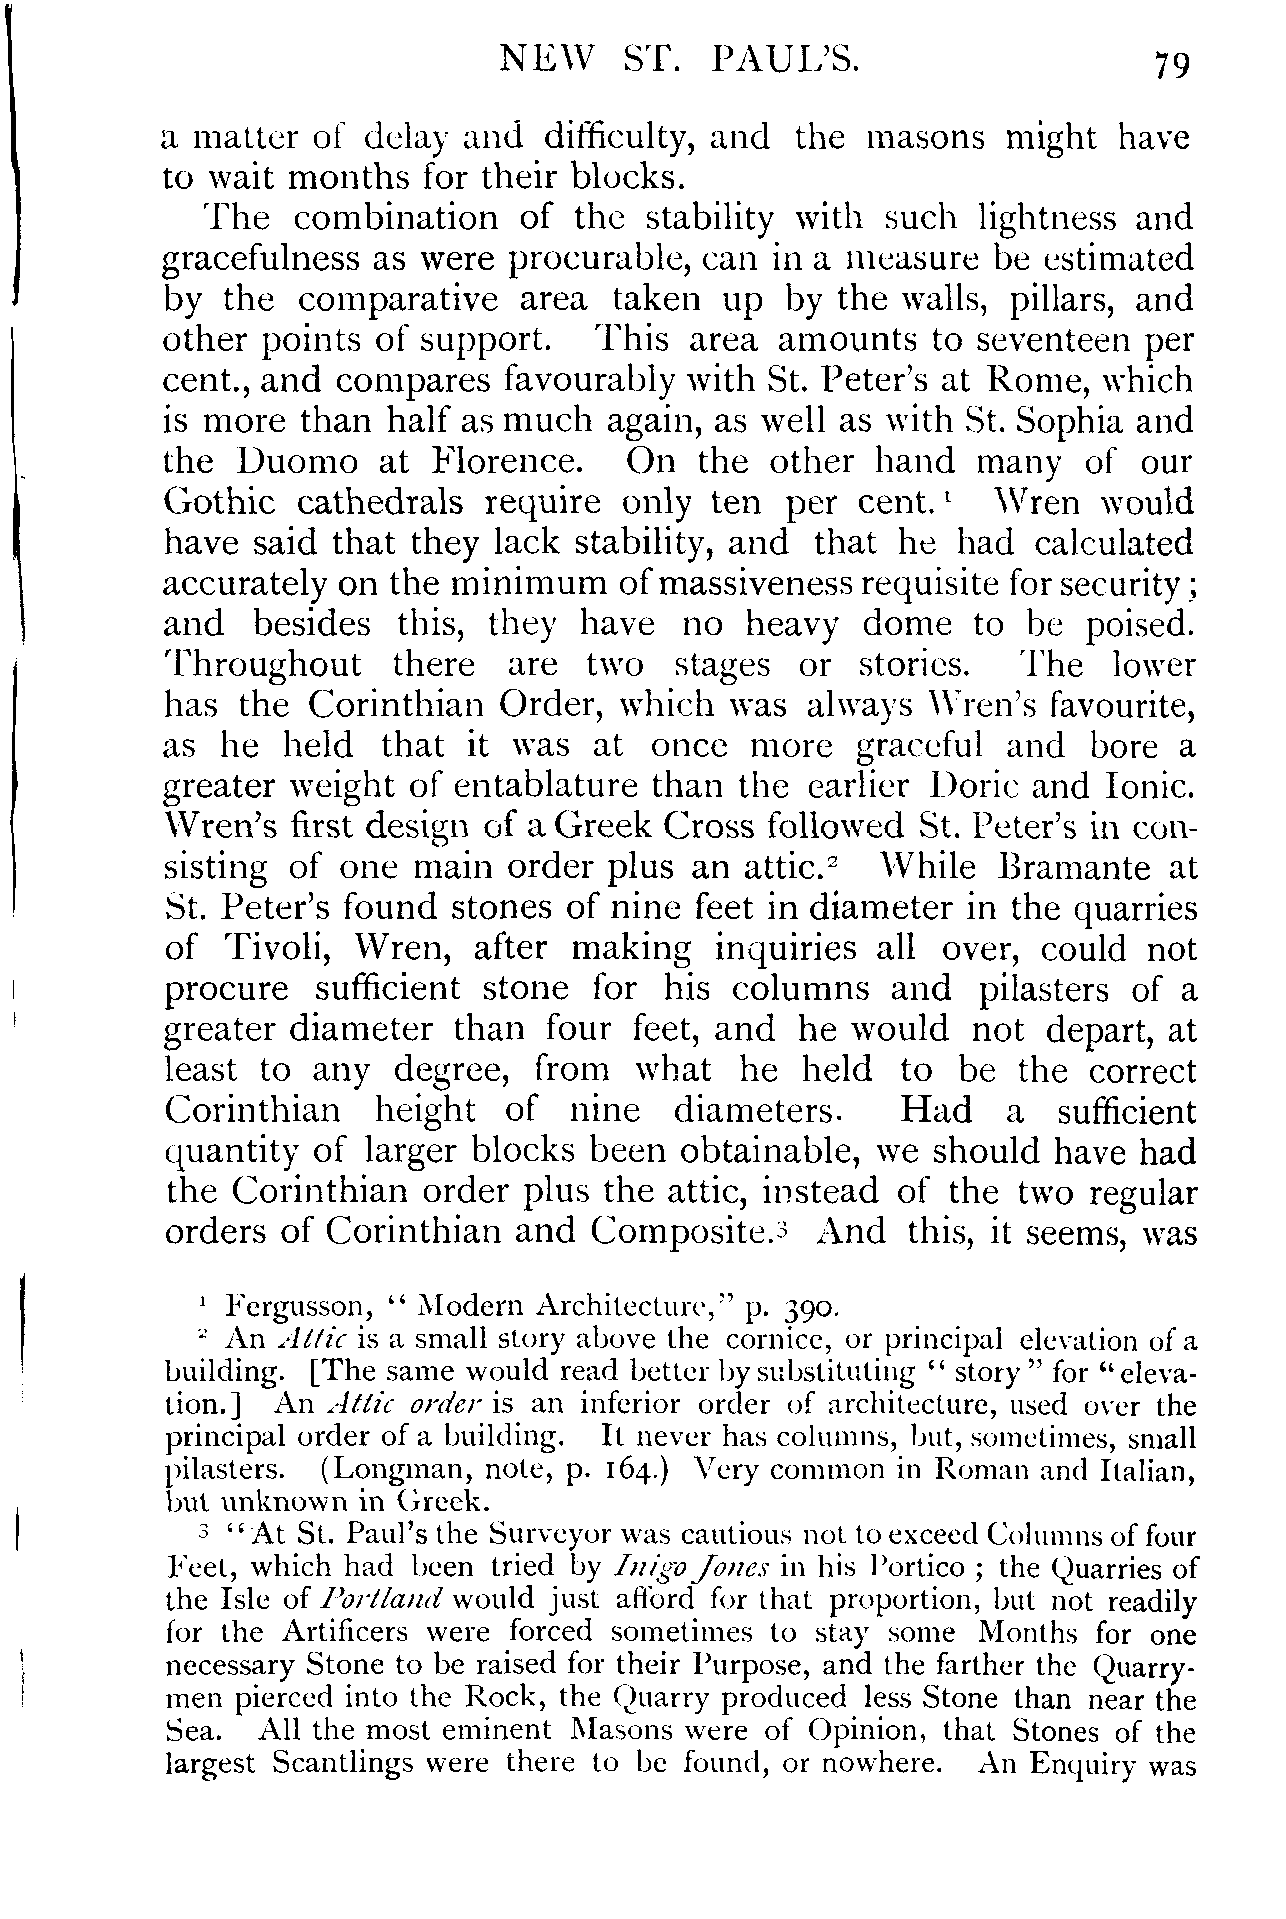 NEW ST. PAUL'S. 79
a matter of delay and difficulty, and the masons might have
to wait months for their blocks.
The combination of the stability with such lightness and
gracefulness as were procurable, can in a measure be estimated
by the comparative area taken up by the walls, pillars, and
other points of support. This area amounts to seventeen per
cent., and compares favourably with St. Peter's at Rome, which
is more than half as much again, as well as with St. Sophia and
the Duomo at Florence. On the other hand many of our
Gothic cathedrals require only ten per cent.¹ Wren would
have said that they lack stability, and that he had calculated
accurately on the minimum of massiveness requisite for security;
and besides this, they have no heavy dome to be poised.
Throughout there are two stages or stories. The lower
has the Corinthian Order, which was always Wren's favourite,
as he held that it was at once more graceful and bore a
greater weight of entablature than the earlier Doric and Ionic.
Wren's first design of a Greek Cross followed St. Peter's in con-
sisting of one main order plus an attic.² While Bramante at
St. Peter's found stones of nine feet in diameter in the quarries
of Tivoli, Wren, after making inquiries all over, could not
procure sufficient stone for his columns and pilasters of a
greater diameter than four feet, and he would not depart, at
least to any degree, from what he held to be the correct
Corinthian height of nine diameters. Had a sufficient
quantity of larger blocks been obtainable, we should have had
the Corinthian order plus the attic, instead of the two regular
orders of Corinthian and Composite.³ And this, it seems, was
¹ Fergusson, "Modern Architecture," p. 390.
² An Attic is a small story above the cornice, or principal elevation of a
building. [The same would read better by substituting "story" for "eleva-
tion.] An Attic order is an inferior order of architecture, used over the
principal order of a building. It never has columns, but, sometimes, small
pilasters. (Longman, note, p. 164.) Very common in Roman and Italian,
but unknown in Greek.
³ "At St. Paul's the Surveyor was cautious not to exceed Columns of four
Feet, which had been tried by Inigo Jones in his Portico; the Quarries of
the Isle of Portland would just afford for that proportion, but not readily
for the Artificers were forced sometimes to stay some Months for one
necessary Stone to be raised for their Purpose, and the farther the Quarry-
men pierced into the Rock, the Quarry produced less Stone than near the
Sea. All the most eminent Masons were of Opinion, that Stones of the
largest Scantlings were there to be found, or nowhere. An Enquiry was